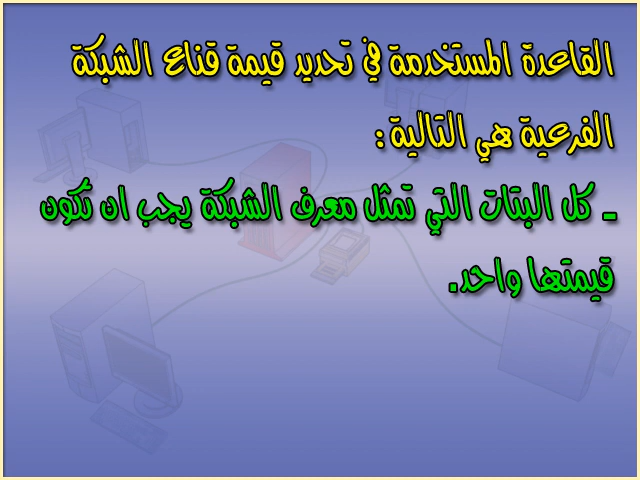 القاعدة المستخدمة في تحديد قيمة قناع الشبكة
الفرعية هي التالية :
- كل البتات التي تمثل معرف الشبكة يجب ان تكون
قيمتها واحد.